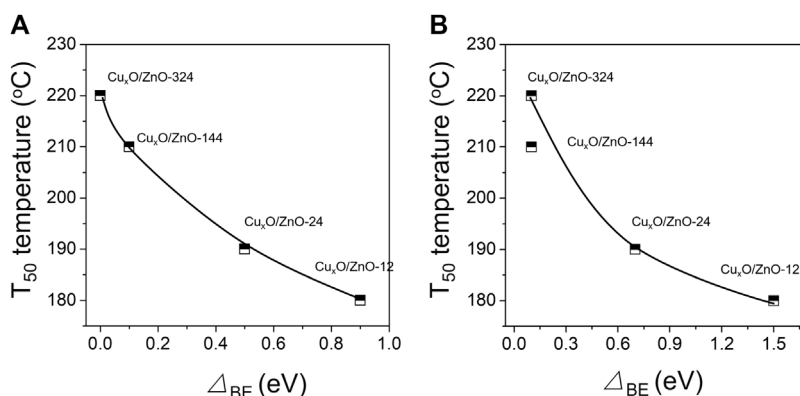 A
B
230
220
210
200
190
180
T50 temperature (ºC)
CuxO/ZnO-324
CuxO/ZnO-144
CuxO/ZnO-24
CuxO/ZnO-12
0.0 0.2 0.4 0.6 0.8 1.0
ΔBE (eV)
230
220
210
200
190
180
T50 temperature (ºC)
CuxO/ZnO-324
CuxO/ZnO-144
CuxO/ZnO-24
CuxO/ZnO-12
0.0 0.3 0.6 0.9 1.2 1.5
ΔBE (eV)